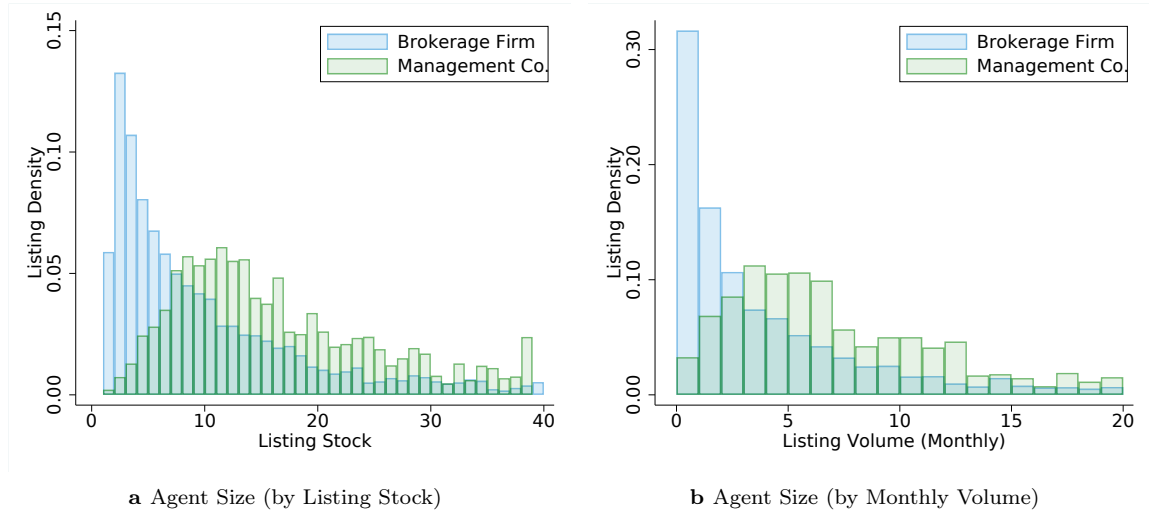 0.15
0.10
0.05
0.00
Listing Density
0
10
20
30
40
Listing Stock
Brokerage Firm
Management Co.
a Agent Size (by Listing Stock)
0.30
0.20
0.10
0.00
Listing Density
0
5
10
15
20
Listing Volume (Monthly)
Brokerage Firm
Management Co.
b Agent Size (by Monthly Volume)